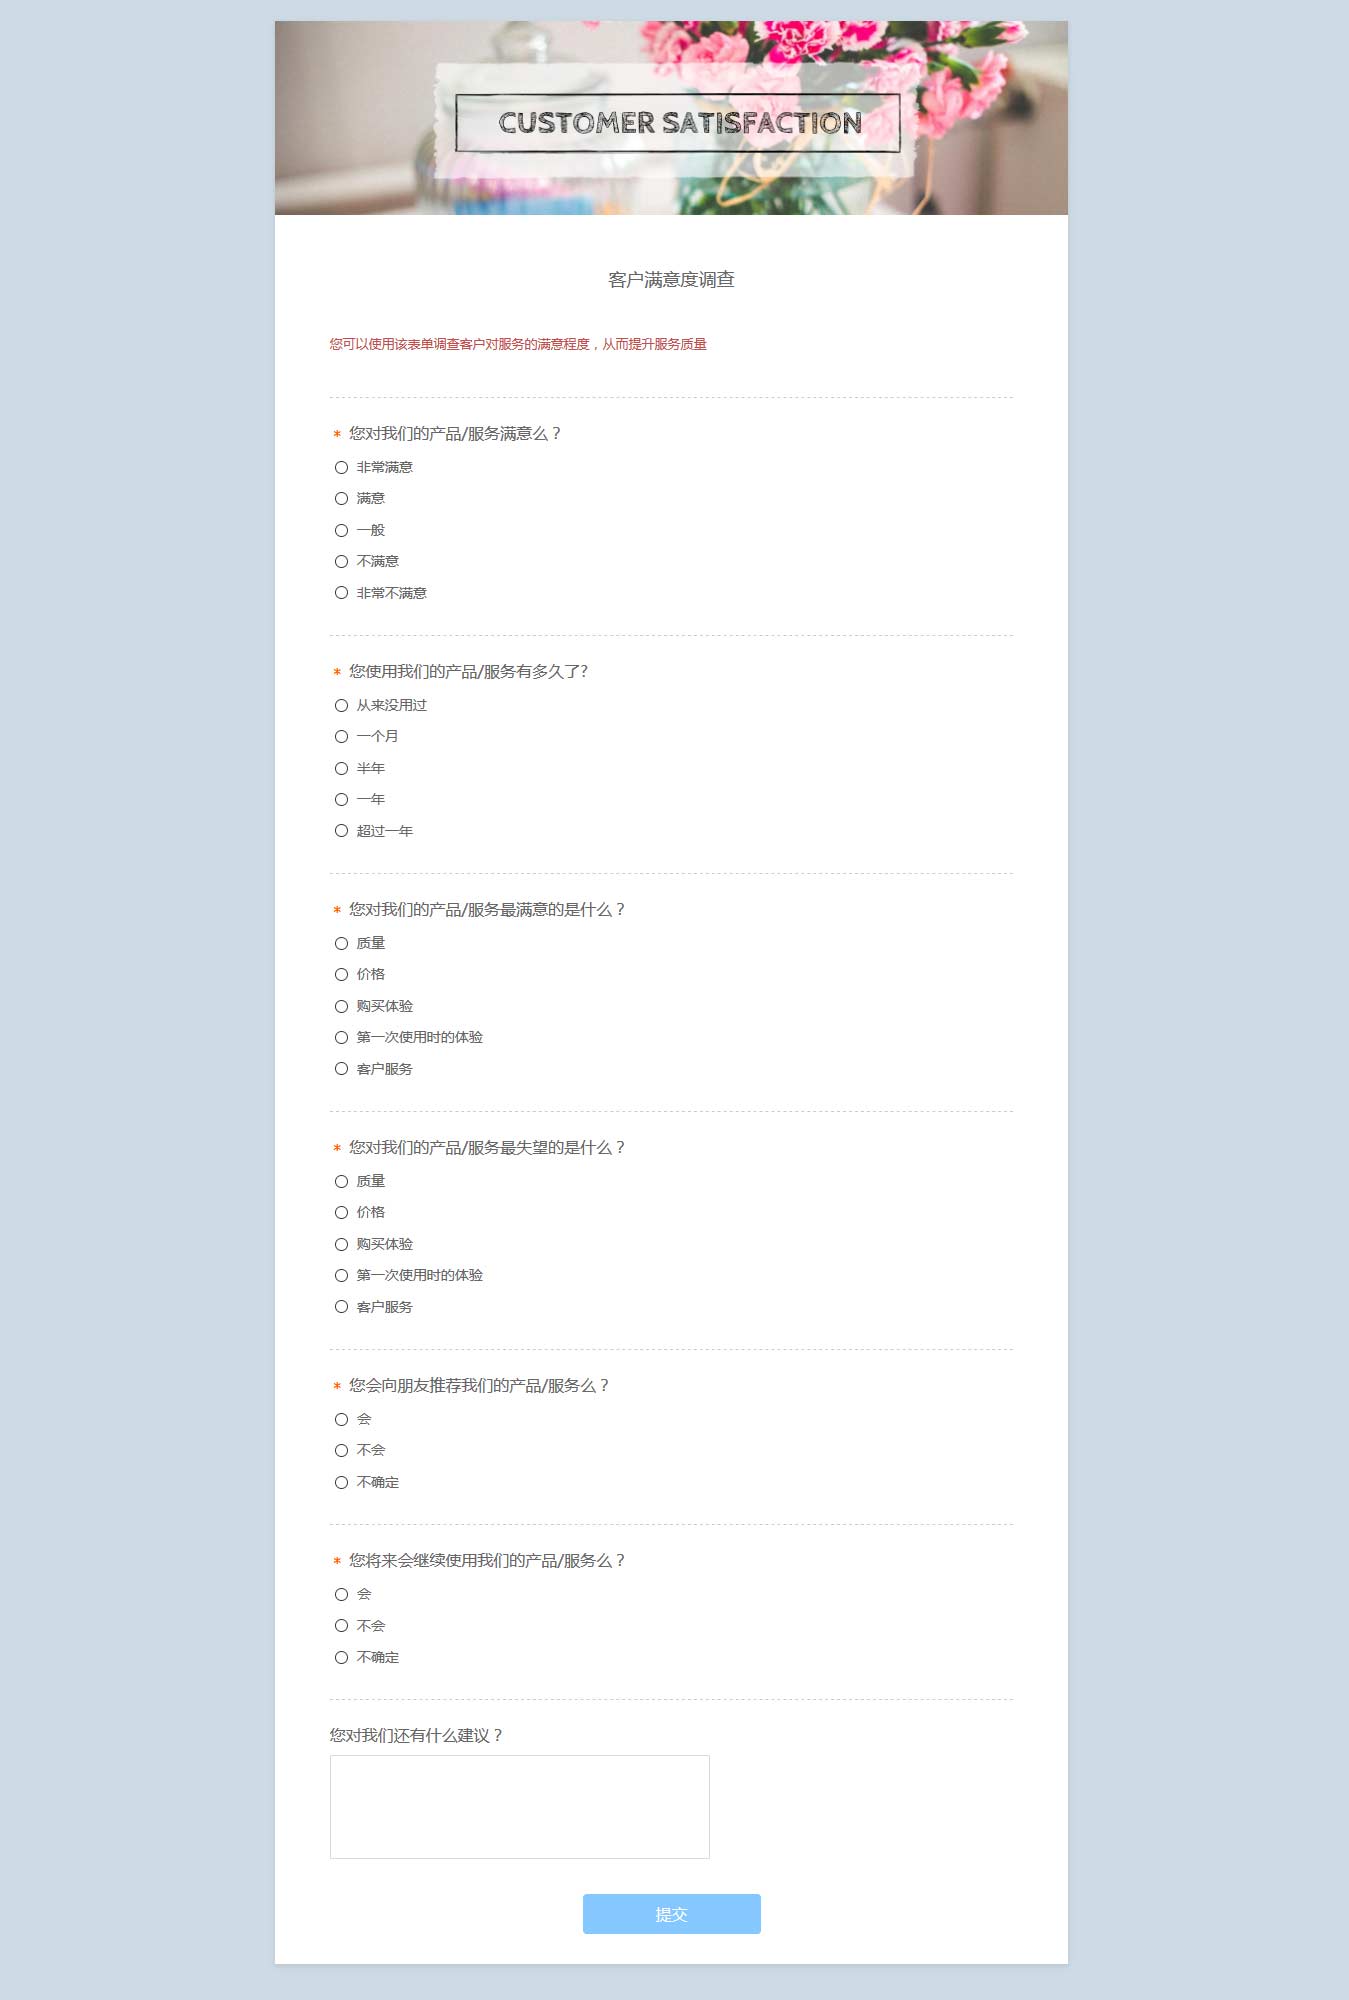 CUSTOMER SATISFACTION
客户满意度调查
您可以使用该表单调查客户对服务的满意程度，从而提升服务质量
* 您对我们的产品/服务满意么？
非常满意
满意
一般
不满意
非常不满意
* 您使用我们的产品/服务有多久了?
从来没用过
一个月
半年
一年
超过一年
* 您对我们的产品/服务最满意的是什么？
质量
价格
购买体验
第一次使用时的体验
客户服务
* 您对我们的产品/服务最失望的是什么？
质量
价格
购买体验
第一次使用时的体验
客户服务
* 您会向朋友推荐我们的产品/服务么？
会
不会
不确定
* 您将来会继续使用我们的产品/服务么？
会
不会
不确定
您对我们还有什么建议？
提交